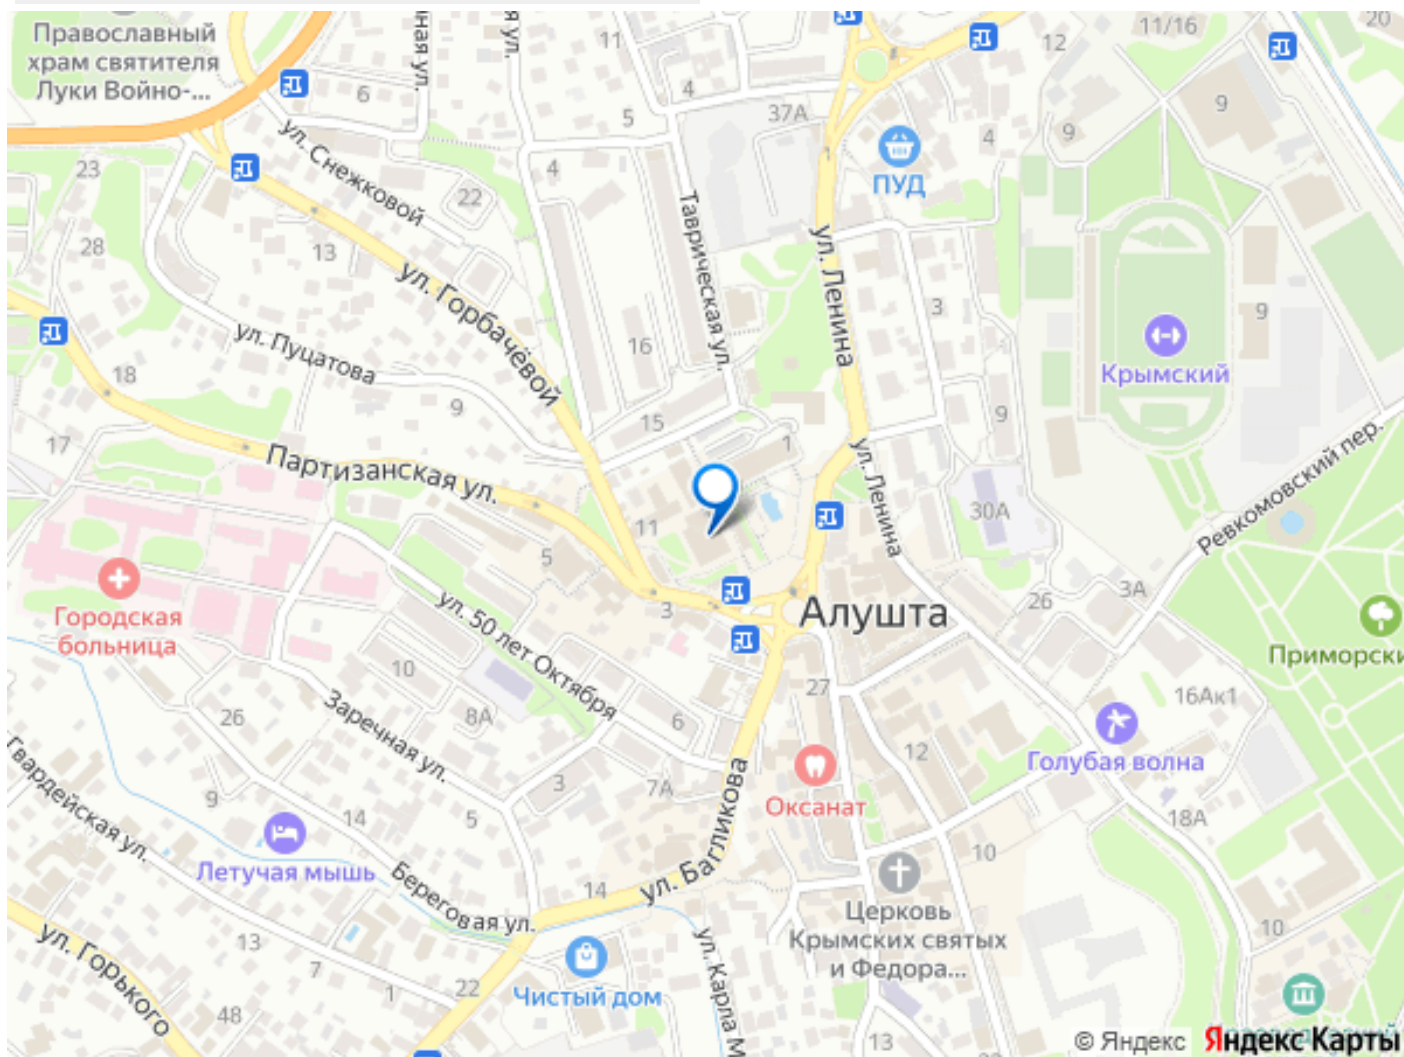 Православный
храм святителя
Луки Войно-...
ная ул.
ул.
11
11/16
20
12
6
4
37А
9
5
9
4
ул. Снежковой
23
4
ПУД
22
Таврическая ул.
28
13
ул. Ленина
ул. Горбачёвой
3
9
ул. Пуцатова
16
Крымский
18
9
15
9
17
1
ул. Ленина
Ревкомовский пер.
Партизанская ул.
30А
11
5
Городская
больница
ул. 50 лет Октября
3
Алушта
26
3А
Приморски
10
27
16Ак1
Заречная ул.
26
8А
6
12
Голубая волна
Гвардейская ул.
3
7А
Оксанат
9
14
5
ул. Багликова
18А
10
Летучая мышь
Береговая ул.
14
Церковь
Крымских святых
и Федора...
10
ул. Горького
13
ул. Карла М
7
Чистый дом
1
22
48
13
© Яндекс
Яндекс Карты